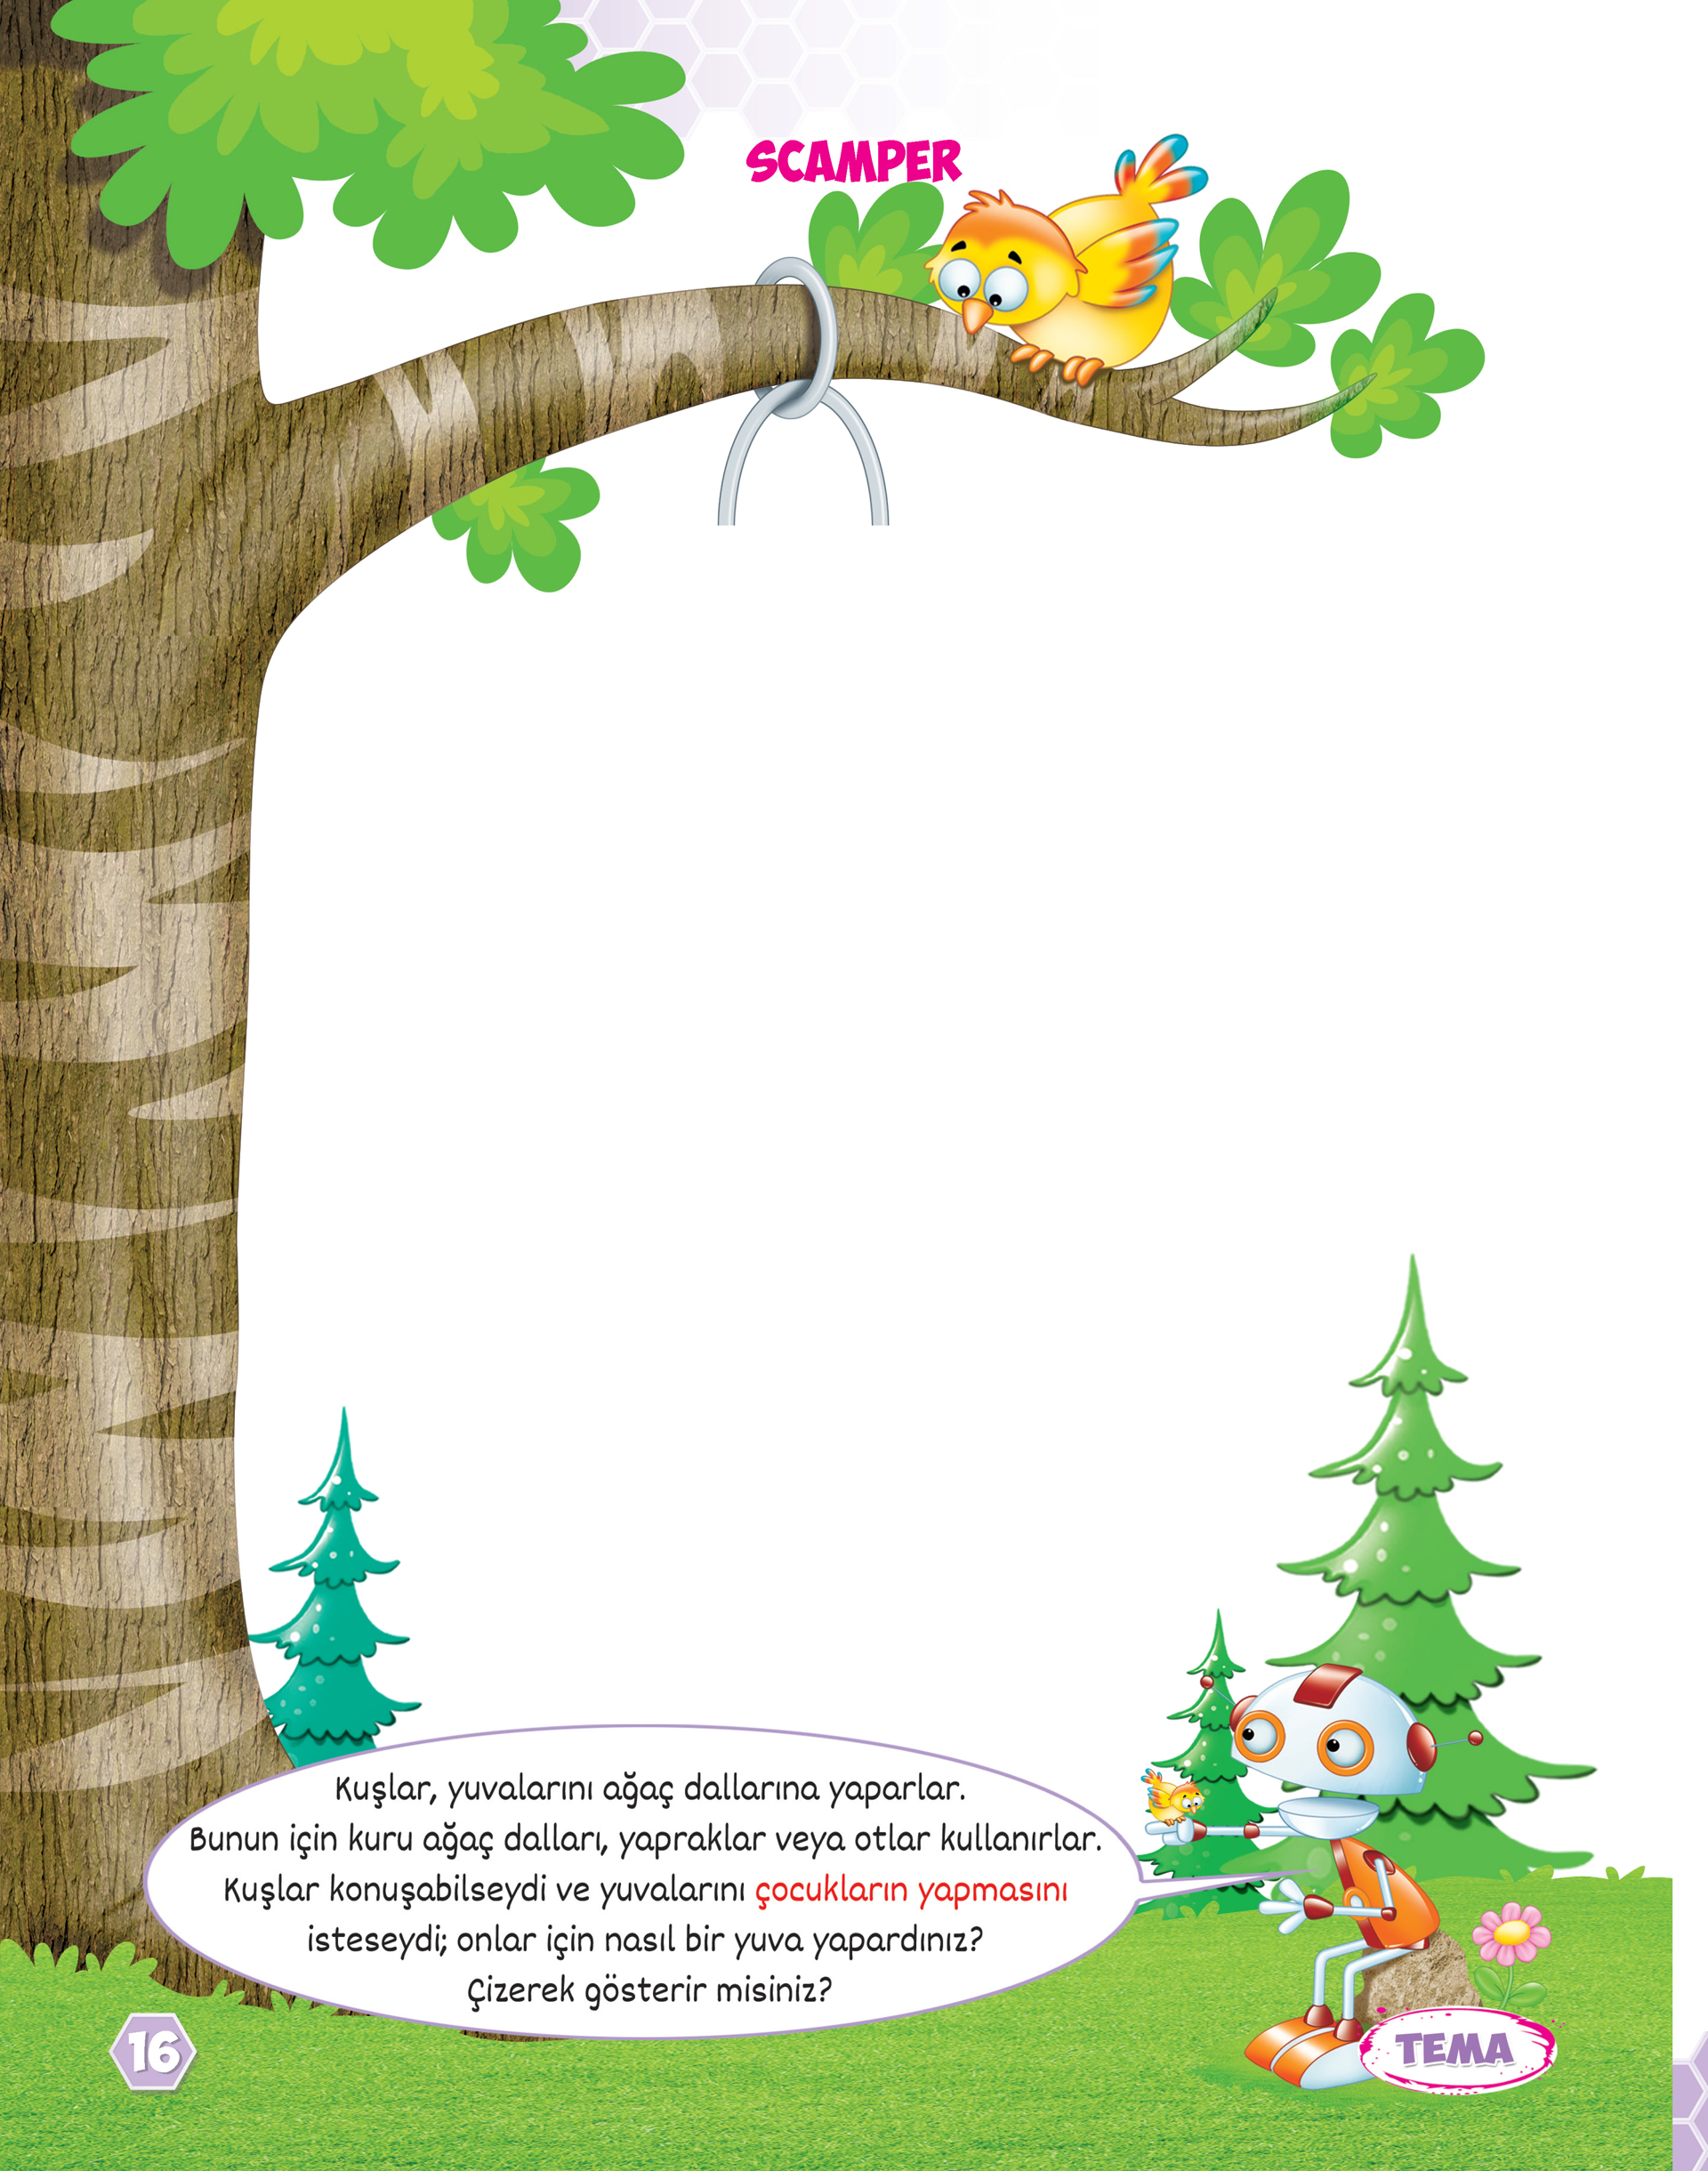 SCAMPER
Kuşlar, yuvalarını ağaç dallarına yaparlar.
Bunun için kuru ağaç dalları, yapraklar veya otlar kullanırlar.
Kuşlar konuşabilseydi ve yuvalarını çocukların yapmasını
isteseydi; onlar için nasıl bir yuva yapardınız?
Çizerek gösterir misiniz?
16
TEMA